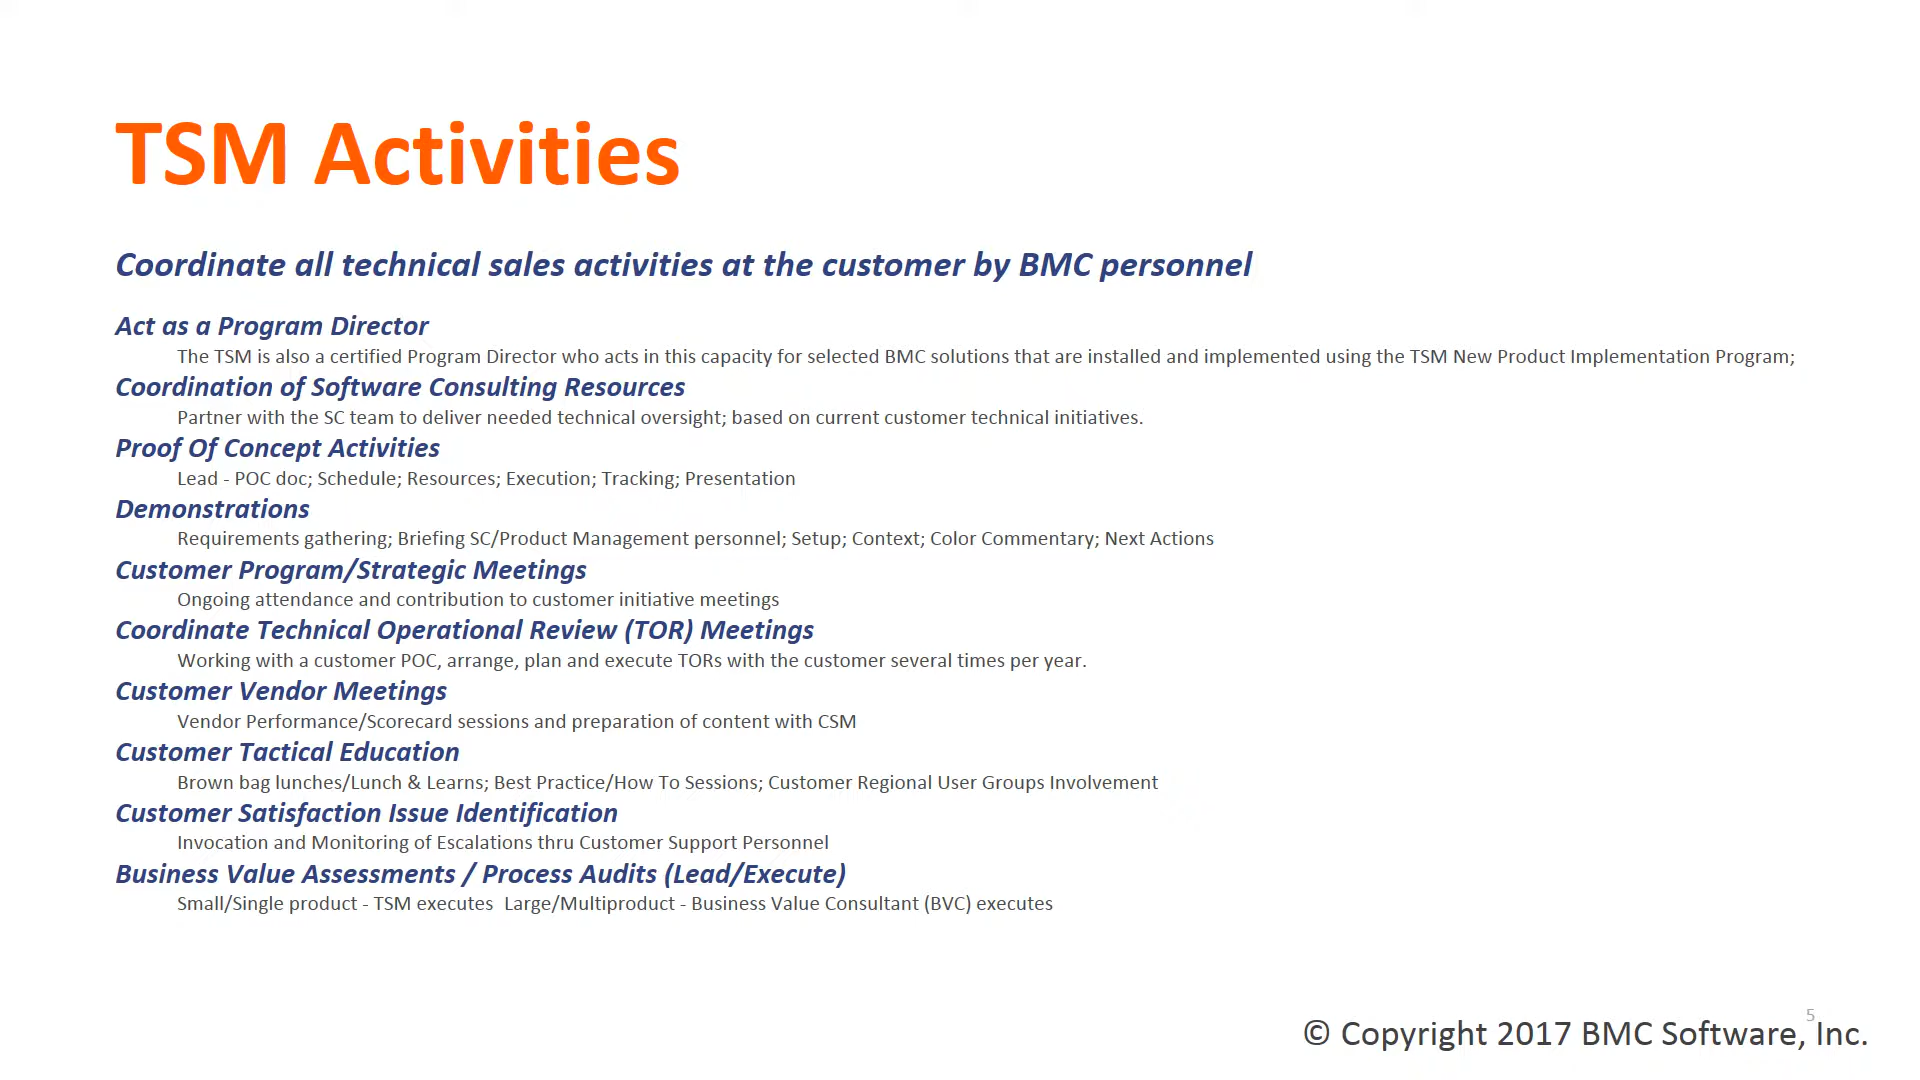 TSM Activities
Coordinate all technical sales activities at the customer by BMC personnel
Act as a Program Director
The TSM is also a certified Program Director who acts in this capacity for selected BMC solutions that are installed and implemented using the TSM New Product Implementation Program;
Coordination of Software Consulting Resources
Partner with the SC team to deliver needed technical oversight; based on current customer technical initiatives.
Proof Of Concept Activities
Lead - POC doc; Schedule; Resources; Execution; Tracking; Presentation
Demonstrations
Requirements gathering; Briefing SC/Product Management personnel; Setup; Context; Color Commentary; Next Actions
Customer Program/Strategic Meetings
Ongoing attendance and contribution to customer initiative meetings
Coordinate Technical Operational Review (TOR) Meetings
Working with a customer POC, arrange, plan and execute TORs with the customer several times per year.
Customer Vendor Meetings
Vendor Performance/Scorecard sessions and preparation of content with CSM
Customer Tactical Education
Brown bag lunches/Lunch & Learns; Best Practice/How To Sessions; Customer Regional User Groups Involvement
Customer Satisfaction Issue Identification
Invocation and Monitoring of Escalations thru Customer Support Personnel
Business Value Assessments / Process Audits (Lead/Execute)
Small/Single product - TSM executes  Large/Multiproduct - Business Value Consultant (BVC) executes
5
© Copyright 2017 BMC Software, Inc.